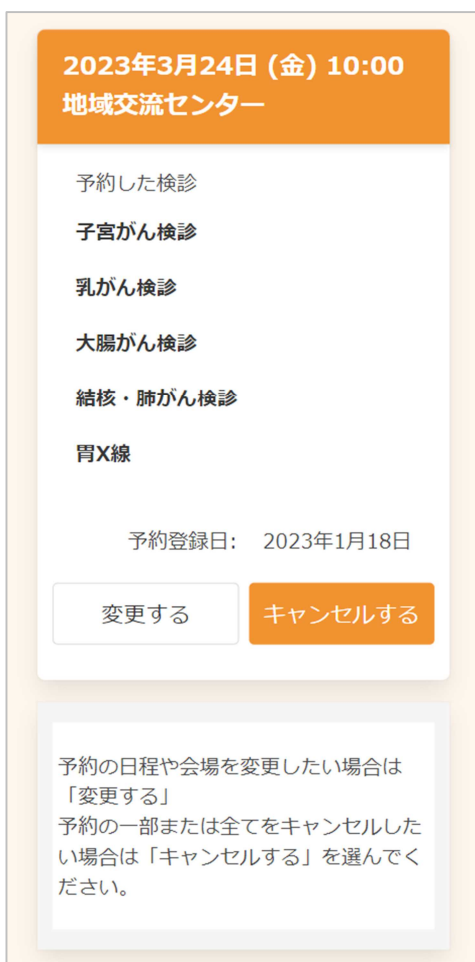 2023年3月24日 (金) 10:00
地域交流センター
予約した検診
子宮がん検診
乳がん検診
大腸がん検診
結核・肺がん検診
胃X線
予約登録日: 2023年1月18日
変更する キャンセルする
予約の日程や会場を変更したい場合は
「変更する」
予約の一部または全てをキャンセルした
い場合は「キャンセルする」を選んでく
ださい。